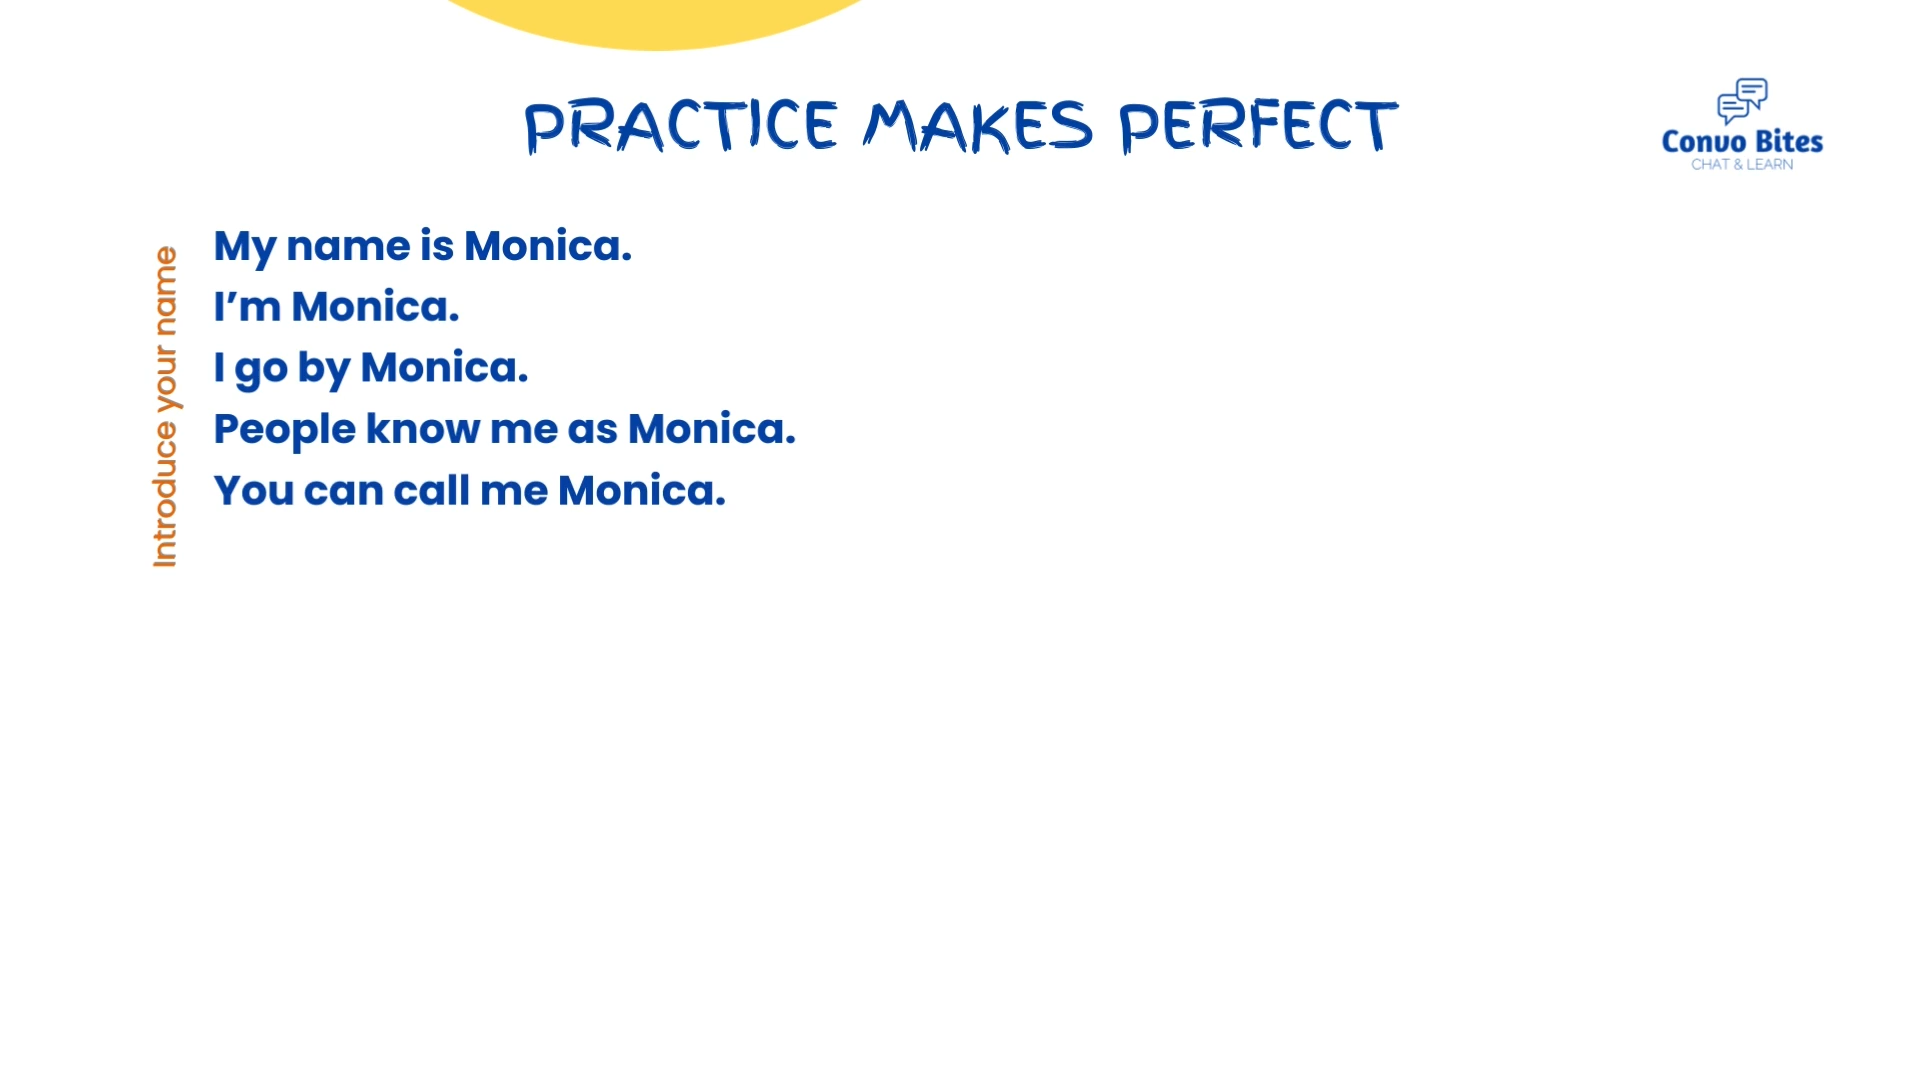 PRACTICE MAKES PERFECT
Convo Bites
CHAT & LEARN
Introduce your name
My name is Monica.
I’m Monica.
I go by Monica.
People know me as Monica.
You can call me Monica.